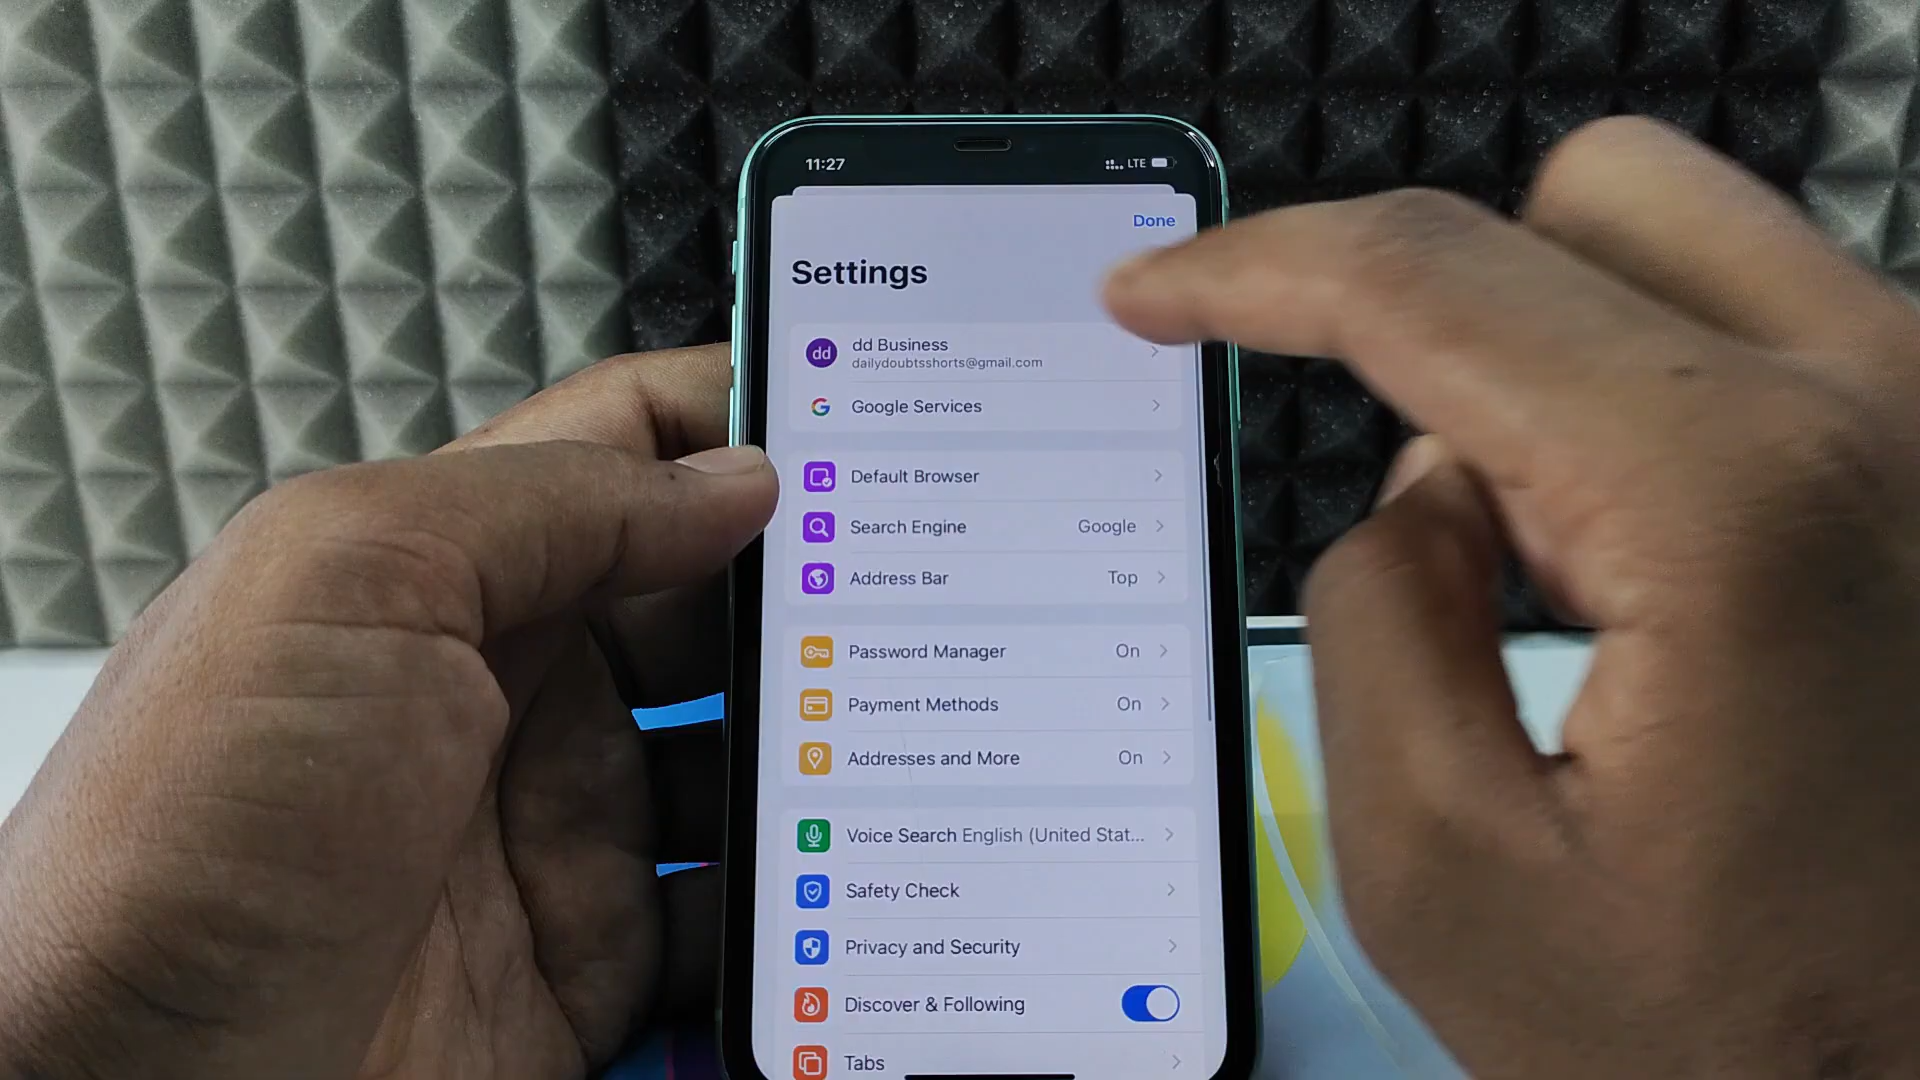 11:27
LTE
Done
Settings
dd
dd Business
dailydoubtsshorts@gmail.com
Google Services
Default Browser
Search Engine Google
Address Bar Top
Password Manager On
Payment Methods On
Addresses and More On
Voice Search English (United Stat...
Safety Check
Privacy and Security
Discover & Following
Tabs